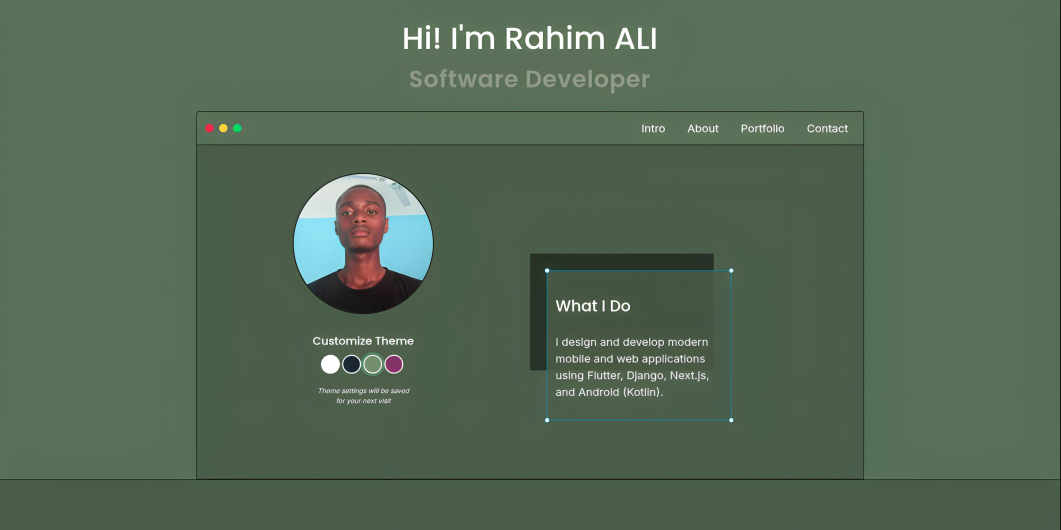 Hi! I'm Rahim ALI
Software Developer
Intro About Portfolio Contact
Customize Theme
Theme settings will be saved
for your next visit
What I Do
I design and develop modern
mobile and web applications
using Flutter, Django, Next.js,
and Android (Kotlin).